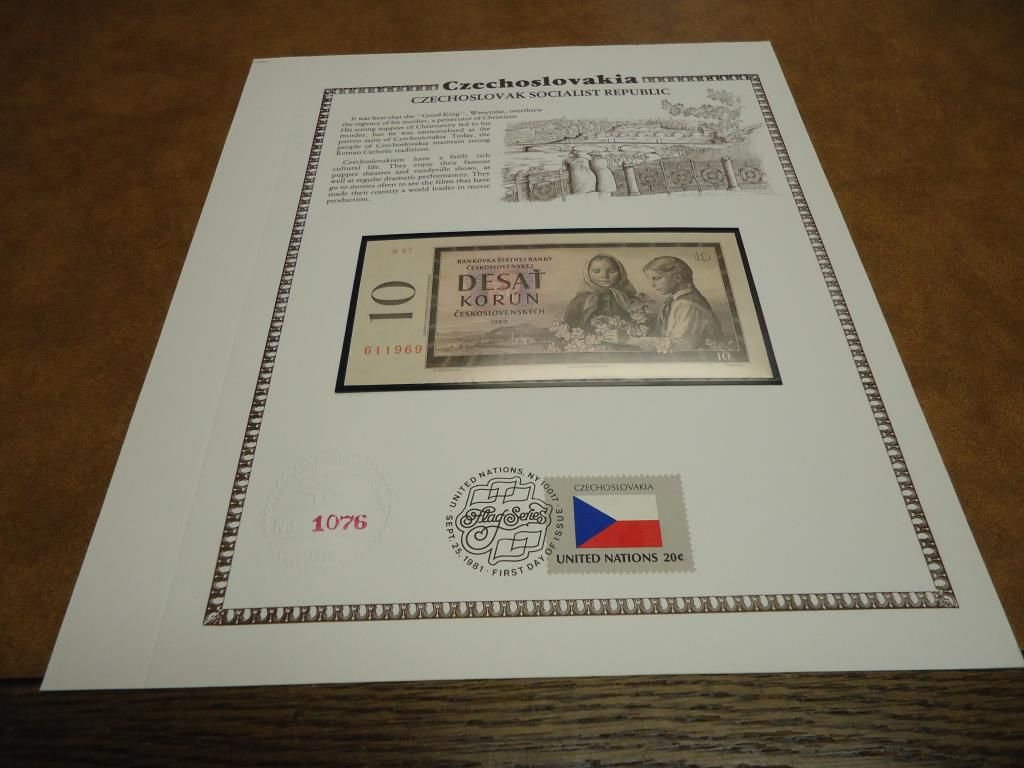 Czechoslovakia
CZECHOSLOVAK SOCIALIST REPUBLIC
It was here that the "Good King", Wenceslas, overthrew
the regency of his mother, a persecutor of Christians.
His strong support of Christianity led to his
murder, but he was immortalized as the
patron saint of Czechoslovakia. Today, the
people of Czechoslovakia maintain strong
Roman Catholic traditions.
Czechoslovakians have a fairly rich
cultural life. They enjoy their famous
puppet theatres and vaudeville shows, as
well as regular dramatic performances. They
go to movies often to see the films that have
made their country a world leader in movie
production.
S 37
10
611969
BANKOVKA ŠTÁTNEJ BANKY
ČESKOSLOVENSKEJ
DESAŤ
KORÚN
ČESKOSLOVENSKÝCH
1960
10
10
No. 1076
UNITED NATIONS, NY 10017
Flag Series
SEPT. 25, 1981 · FIRST DAY OF ISSUE
CZECHOSLOVAKIA
UNITED NATIONS 20¢